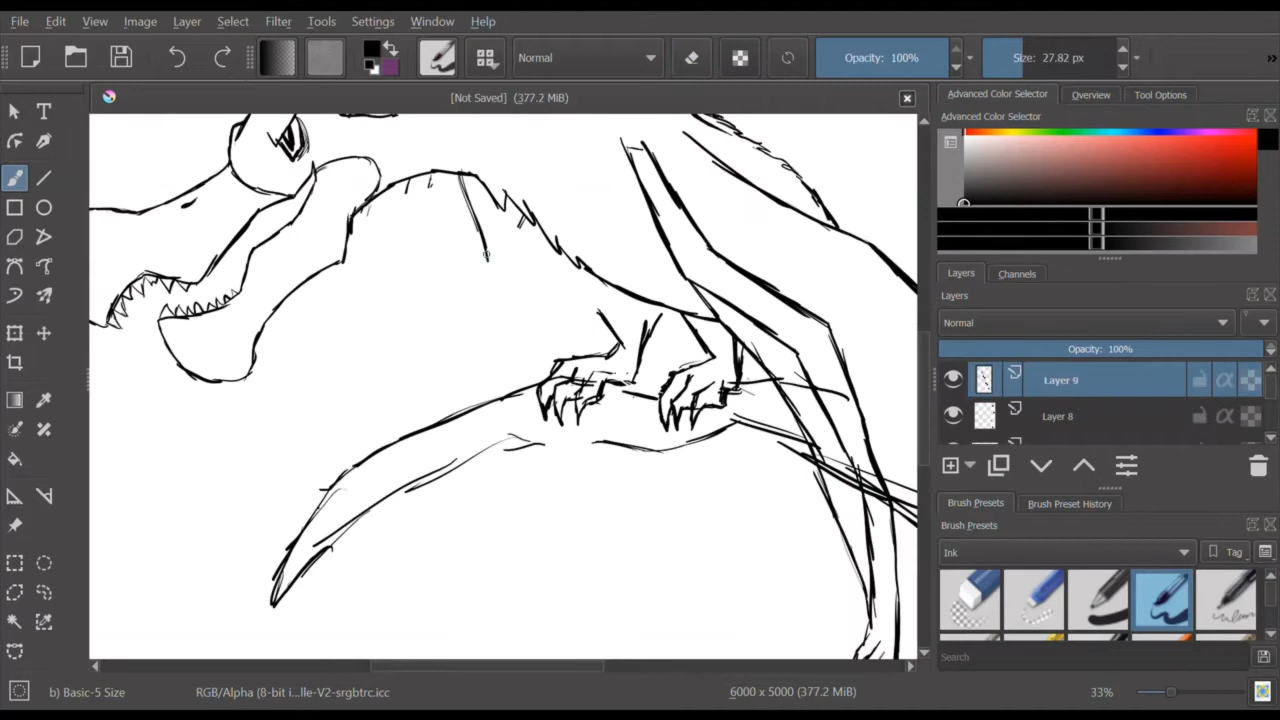 File Edit View Image Layer Select Filter Tools Settings Window Help
Normal Opacity: 100% Size: 27.82 px »
[Not Saved] (377.2 MiB)
Advanced Color Selector Overview Tool Options
Advanced Color Selector
Layers Channels
Layers
Normal
Opacity: 100%
Layer 9
Layer 8
Brush Presets Brush Preset History
Brush Presets
Ink Tag
Search
b) Basic-5 Size RGB/Alpha (8-bit i...lle-V2-srgbtrc.icc 6000 x 5000 (377.2 MiB) 33%